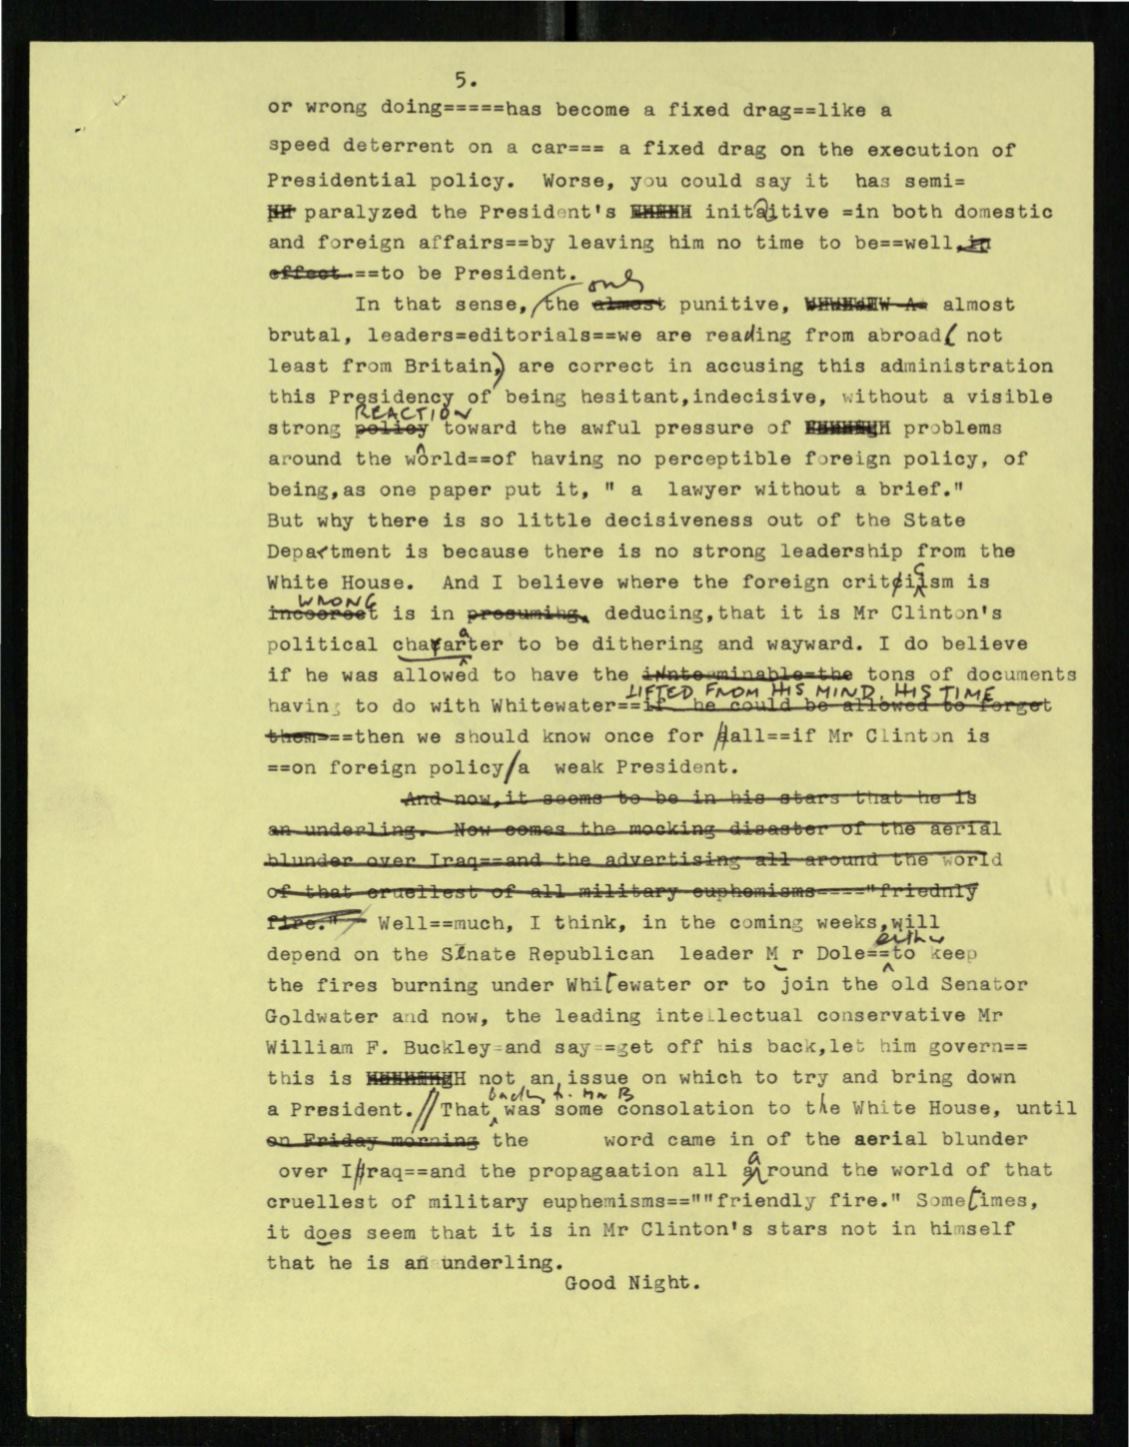 5.
or wrong doing=====has become a fixed drag==like a
speed deterrent on a car=== a fixed drag on the execution of
Presidential policy. Worse, you could say it has semi=
paralyzed the President's initaitive =in both domestic
and foreign affairs==by leaving him no time to be==well, in
effect ==to be President.
only
In that sense, the almost punitive, almost
brutal, leaders=editorials==we are reading from abroad( not
least from Britain,) are correct in accusing this administration
this Presidency of being hesitant,indecisive, without a visible
REACTION
strong policy toward the awful pressure of problems
around the world==of having no perceptible foreign policy, of
being,as one paper put it, " a lawyer without a brief."
But why there is so little decisiveness out of the State
Department is because there is no strong leadership from the
White House. And I believe where the foreign criticism is
WRONG
incorrect is in presuming, deducing,that it is Mr Clinton's
political character to be dithering and wayward. I do believe
if he was allowed to have the interminable=the tons of documents
LIFTED FROM HIS MIND, HIS TIME
having to do with Whitewater==if he could be allowed to forget
them===then we should know once for all==if Mr Clinton is
==on foreign policy/a weak President.
And now,it seems to be in his stars that he is
an underling. Now comes the mocking disaster of the aerial
blunder over Iraq==and the advertising all around the world
of that cruellest of all military euphemisms===="friednly
fire." Well==much, I think, in the coming weeks,will
either
depend on the Senate Republican leader M r Dole==to keep
the fires burning under Whitewater or to join the old Senator
Goldwater and now, the leading intellectual conservative Mr
William F. Buckley=and say ==get off his back,let him govern==
this is not an issue on which to try and bring down
back to Mr B
a President.//That was some consolation to the White House, until
on Friday morning the word came in of the aerial blunder
over Iraq==and the propagaation all around the world of that
cruellest of military euphemisms==""friendly fire." Sometimes,
it does seem that it is in Mr Clinton's stars not in himself
that he is an underling.
Good Night.